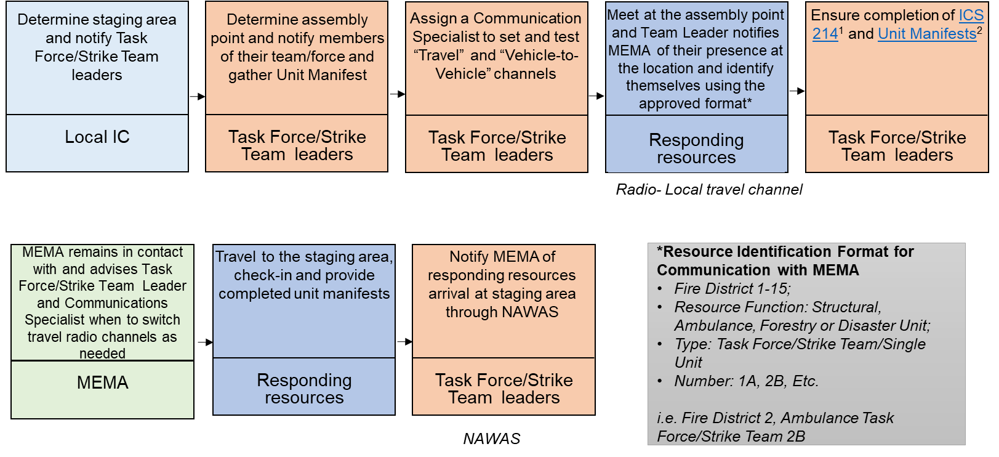 Determine staging area
and notify Task
Force/Strike Team
leaders
Local IC
Determine assembly
point and notify members
of their team/force and
gather Unit Manifest
Task Force/Strike
Team leaders
Assign a Communication
Specialist to set and test
“Travel” and “Vehicle-to-
Vehicle” channels
Task Force/Strike
Team leaders
Meet at the assembly point
and Team Leader notifies
MEMA of their presence at
the location and identify
themselves using the
approved format*
Responding
resources
Radio- Local travel channel
Ensure completion of ICS
214¹ and Unit Manifests²
Task Force/Strike
Team leaders
MEMA remains in contact
with and advises Task
Force/Strike Team Leader
and Communications
Specialist when to switch
travel radio channels as
needed
MEMA
Travel to the staging area,
check-in and provide
completed unit manifests
Responding
resources
Notify MEMA of
responding resources
arrival at staging area
through NAWAS
Task Force/Strike
Team leaders
NAWAS
*Resource Identification Format for
Communication with MEMA
• Fire District 1-15;
• Resource Function: Structural,
Ambulance, Forestry or Disaster Unit;
• Type: Task Force/Strike Team/Single
Unit
• Number: 1A, 2B, Etc.
i.e. Fire District 2, Ambulance Task
Force/Strike Team 2B